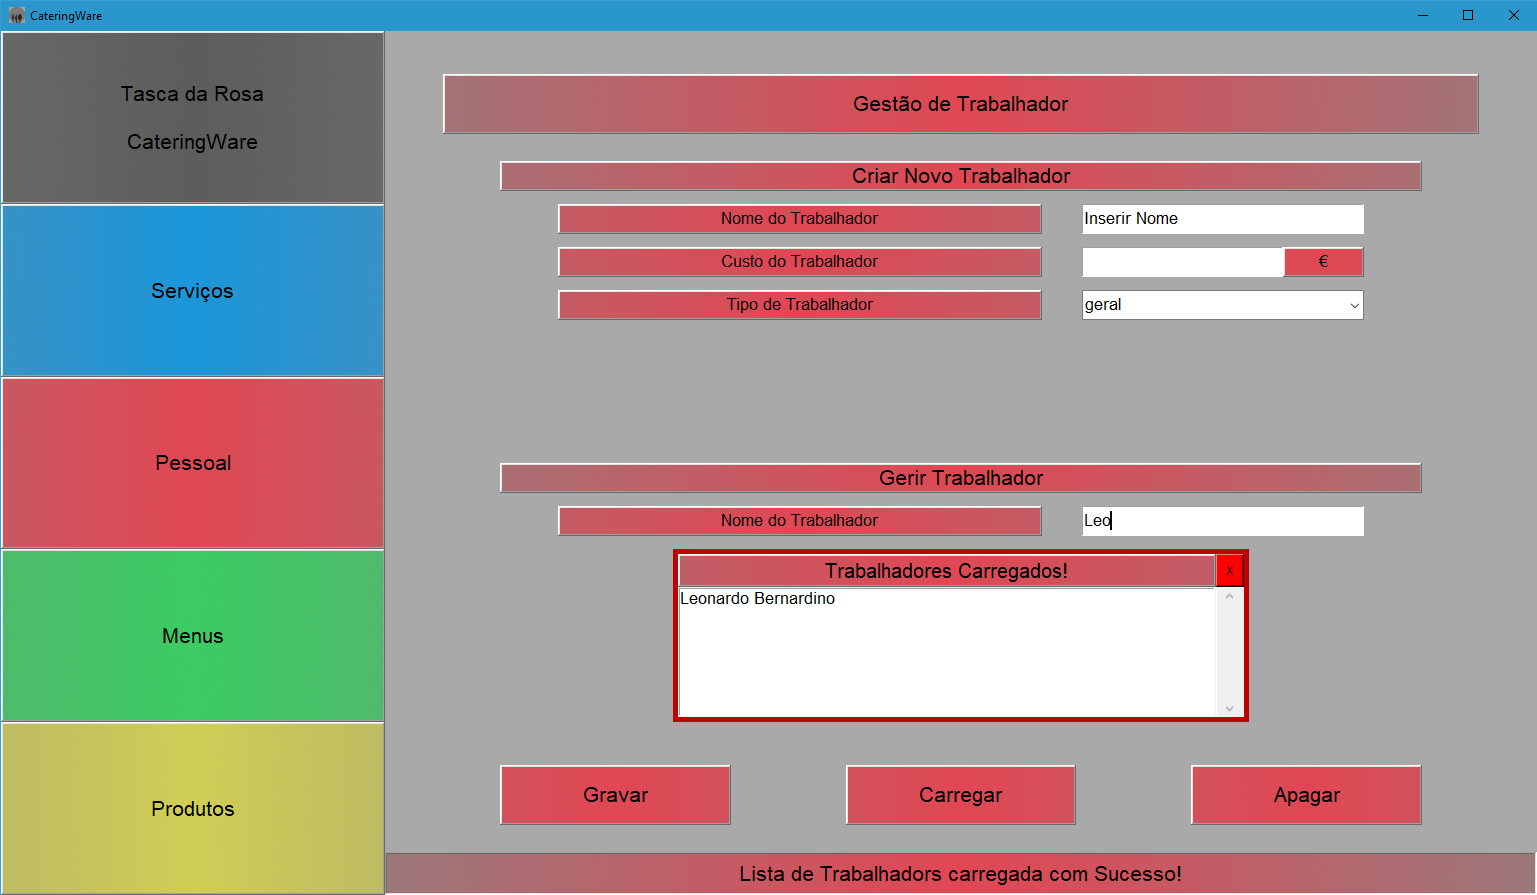 CateringWare
Tasca da Rosa
CateringWare
Serviços
Pessoal
Menus
Produtos
Gestão de Trabalhador
Criar Novo Trabalhador
Nome do Trabalhador Inserir Nome
Custo do Trabalhador €
Tipo de Trabalhador geral
Gerir Trabalhador
Nome do Trabalhador Leo
Trabalhadores Carregados! X
Leonardo Bernardino
Gravar Carregar Apagar
Lista de Trabalhadors carregada com Sucesso!